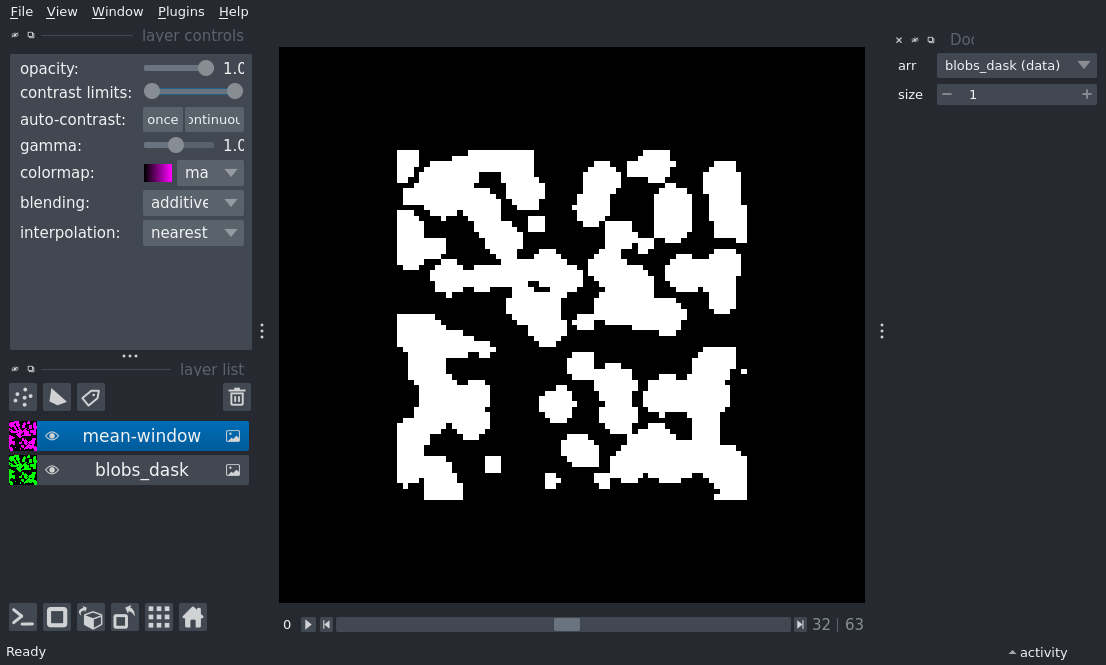 File View Window Plugins Help
layer controls
opacity: 1.0
contrast limits:
auto-contrast: once
gamma: 1.0
colormap: ma
blending: additive
interpolation: nearest
layer list
mean-window
blobs_dask
arr blobs_dask (data)
size 1
0 32 | 63
Ready
activity